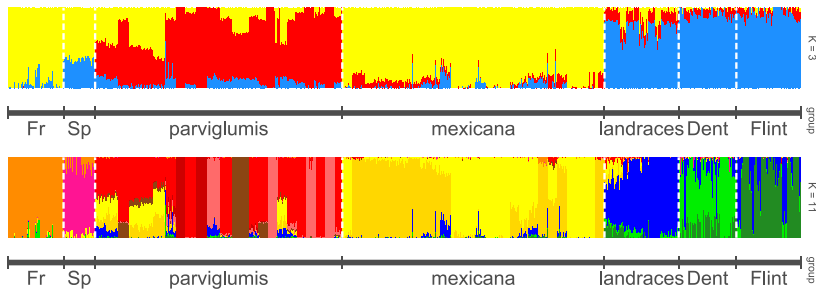 K = 3
group
Fr Sp parviglumis mexicana landraces Dent Flint
K = 11
group
Fr Sp parviglumis mexicana landraces Dent Flint